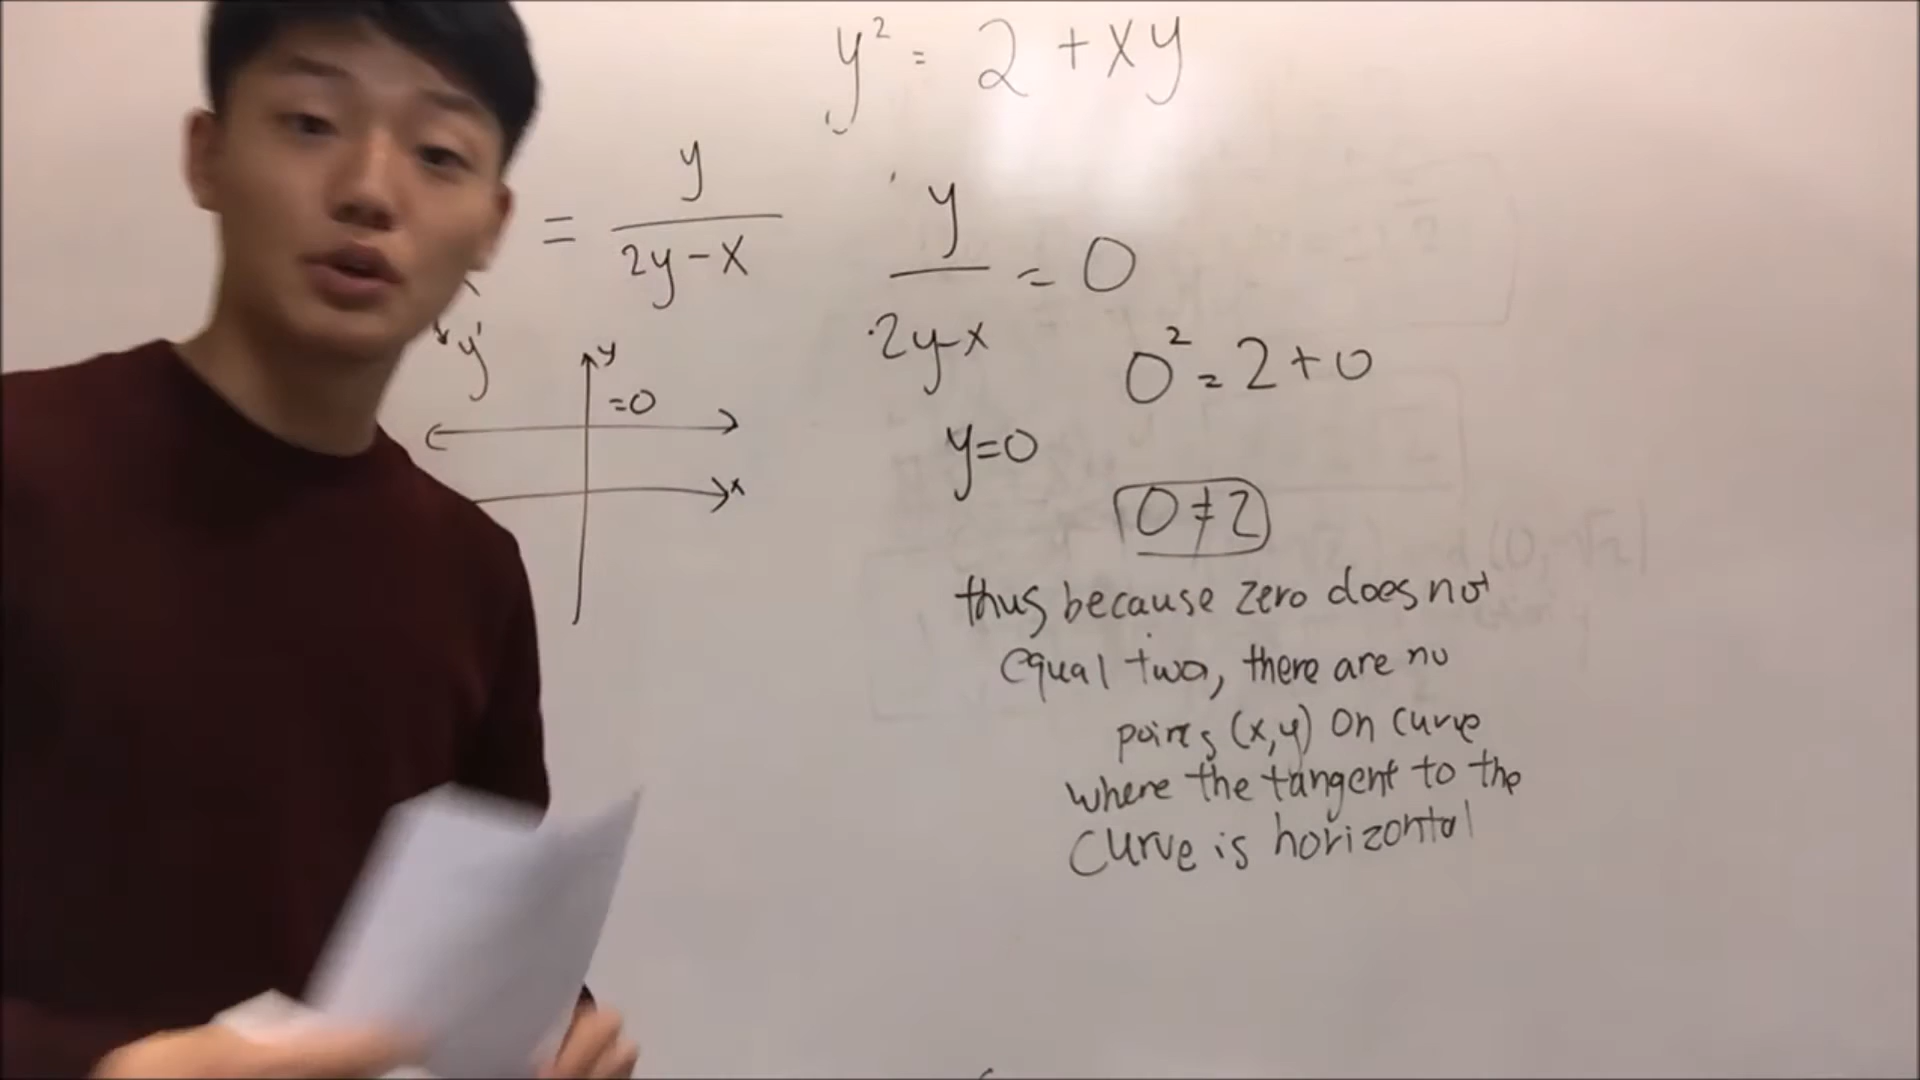 y² = 2 + xy
= y / 2y - x
y / 2y - x = 0
y'
y
= 0
x
0² = 2 + 0
y = 0
0 ≠ 2
thus because zero does not
equal two, there are no
points (x,y) on curve
where the tangent to the
curve is horizontal